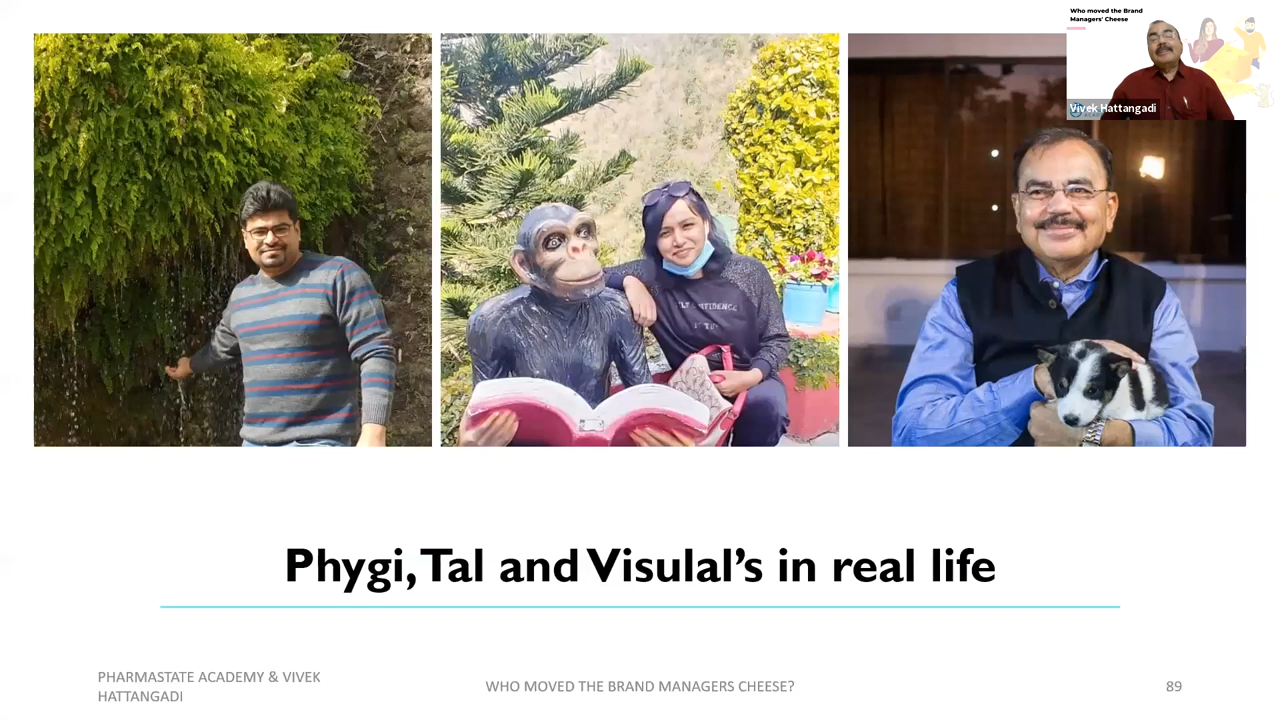 Who moved the Brand
Managers' Cheese
Vivek Hattangadi
Phygi, Tal and Visulal's in real life
PHARMASTATE ACADEMY & VIVEK
HATTANGADI
WHO MOVED THE BRAND MANAGERS CHEESE?
89